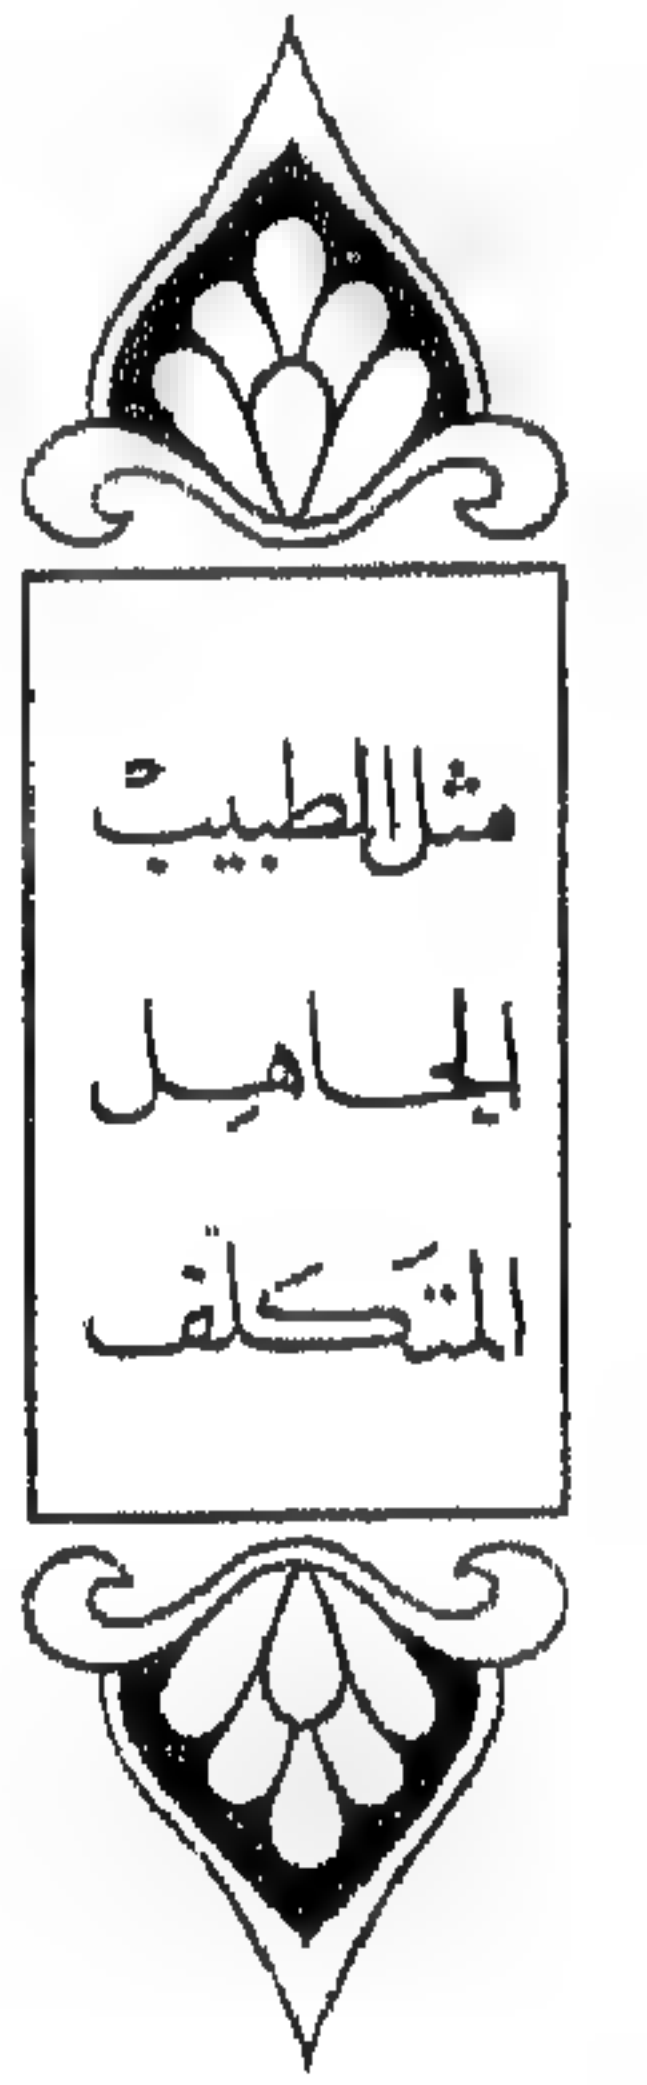 مثل الطبيب
الجاهل
المتكلف